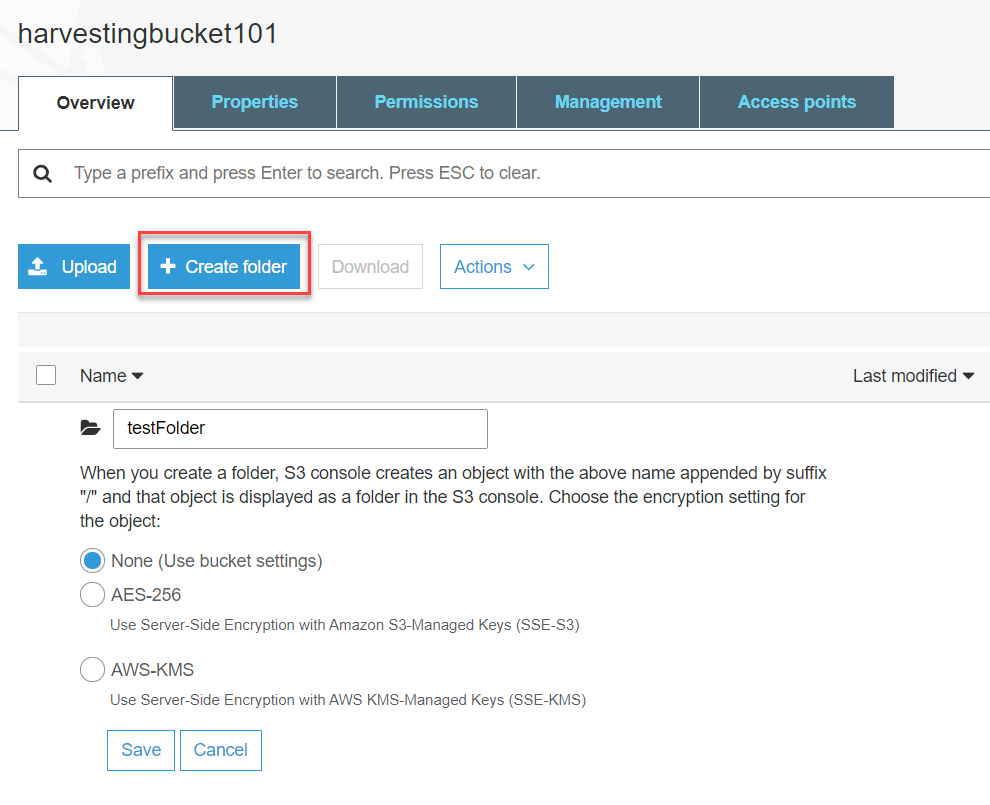 harvestingbucket101
Overview Properties Permissions Management Access points
Type a prefix and press Enter to search. Press ESC to clear.
Upload + Create folder Download Actions
Name Last modified
testFolder
When you create a folder, S3 console creates an object with the above name appended by suffix
"/" and that object is displayed as a folder in the S3 console. Choose the encryption setting for
the object:
None (Use bucket settings)
AES-256
Use Server-Side Encryption with Amazon S3-Managed Keys (SSE-S3)
AWS-KMS
Use Server-Side Encryption with AWS KMS-Managed Keys (SSE-KMS)
Save Cancel